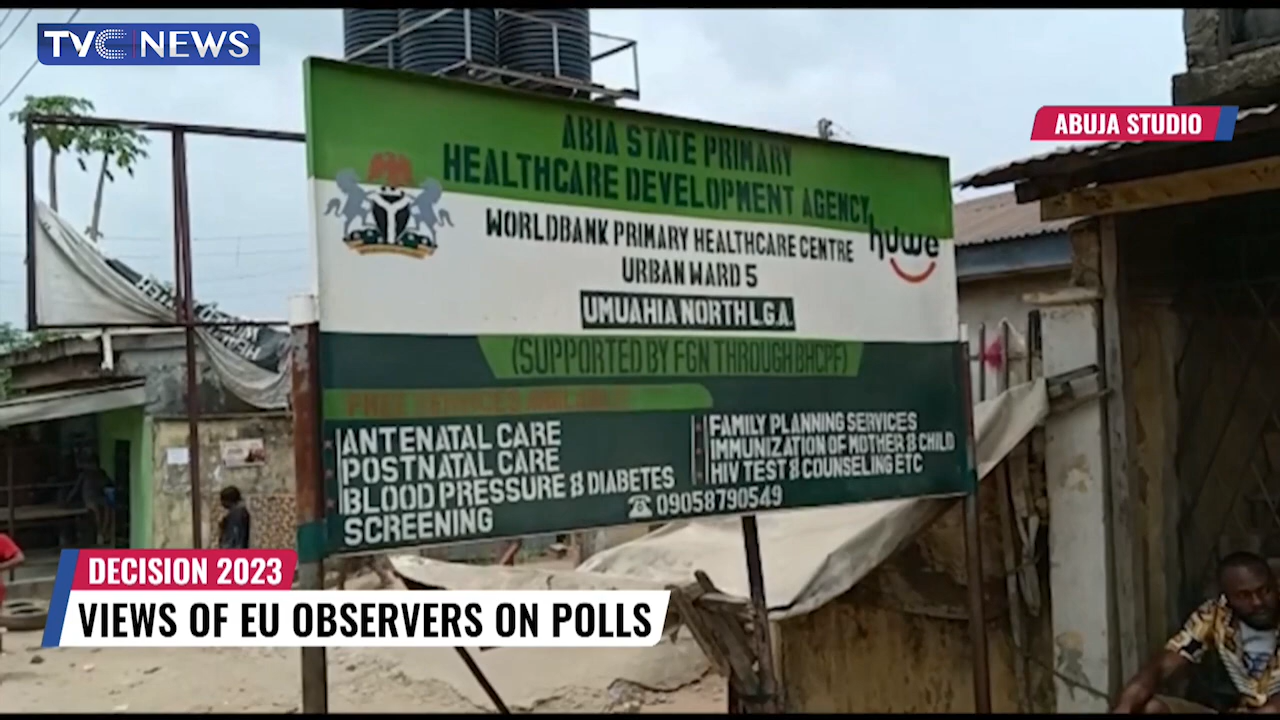 TVC NEWS
ABUJA STUDIO
ABIA STATE PRIMARY
HEALTHCARE DEVELOPMENT AGENCY
huwe
WORLDBANK PRIMARY HEALTHCARE CENTRE
URBAN WARD 5
UMUAHIA NORTH L.G.A.
(SUPPORTED BY FGN THROUGH BHCPF)
ANTENATAL CARE
POSTNATAL CARE
BLOOD PRESSURE & DIABETES
SCREENING
FAMILY PLANNING SERVICES
IMMUNIZATION OF MOTHER & CHILD
HIV TEST & COUNSELING ETC
09058790549
DECISION 2023
VIEWS OF EU OBSERVERS ON POLLS